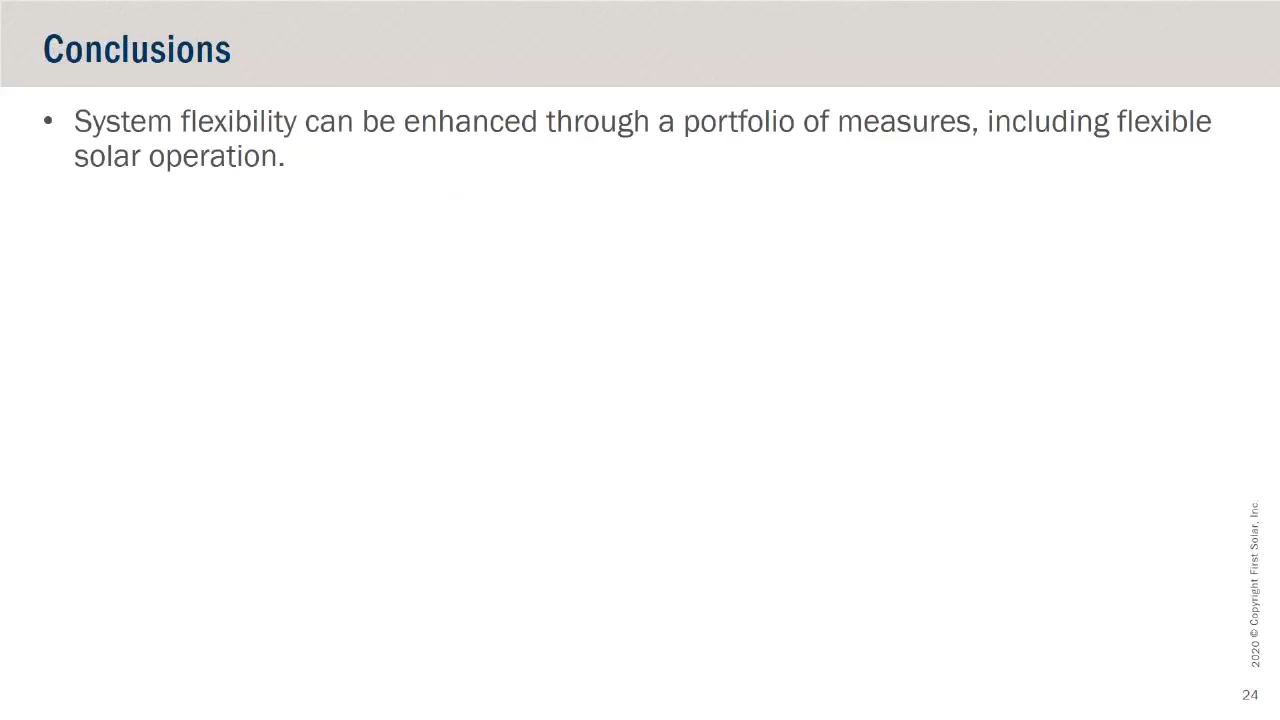 Conclusions
• System flexibility can be enhanced through a portfolio of measures, including flexible
solar operation.
2020 © Copyright First Solar, Inc.
24